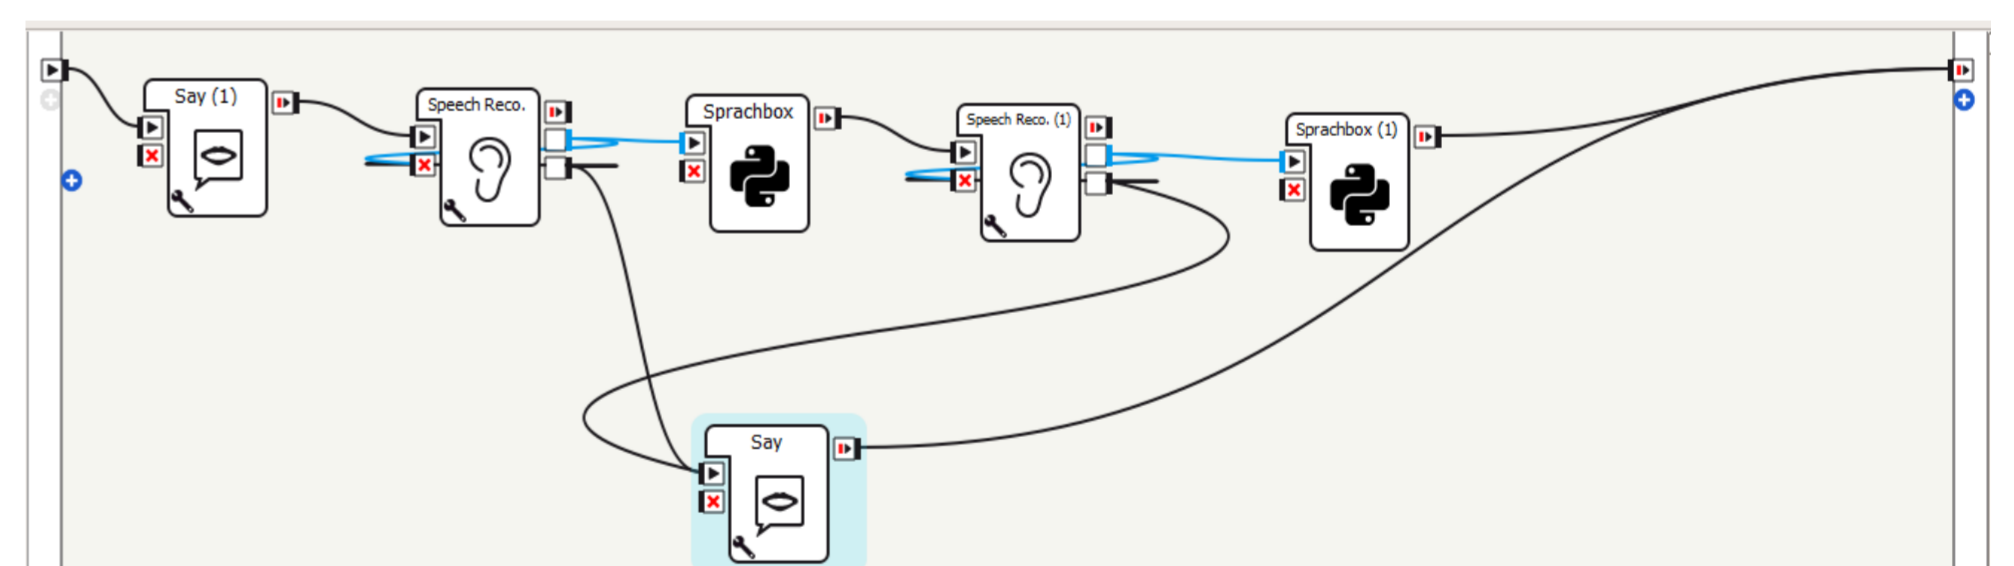 Say (1)
Speech Reco.
Sprachbox
Speech Reco. (1)
Sprachbox (1)
Say